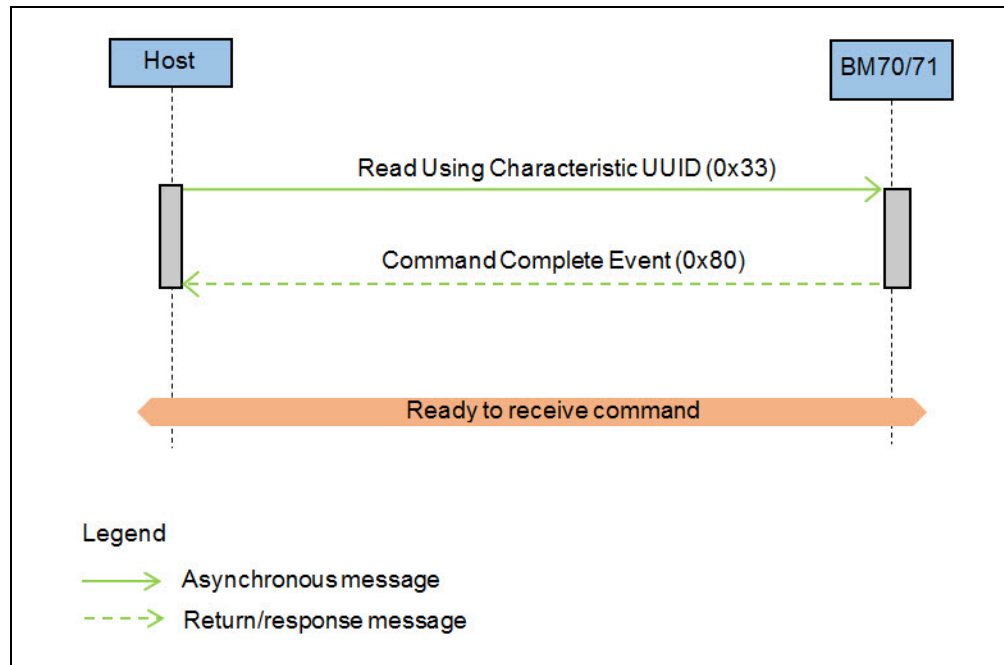 Host
BM70/71
Read Using Characteristic UUID (0x33)
Command Complete Event (0x80)
Ready to receive command
Legend
Asynchronous message
Return/response message